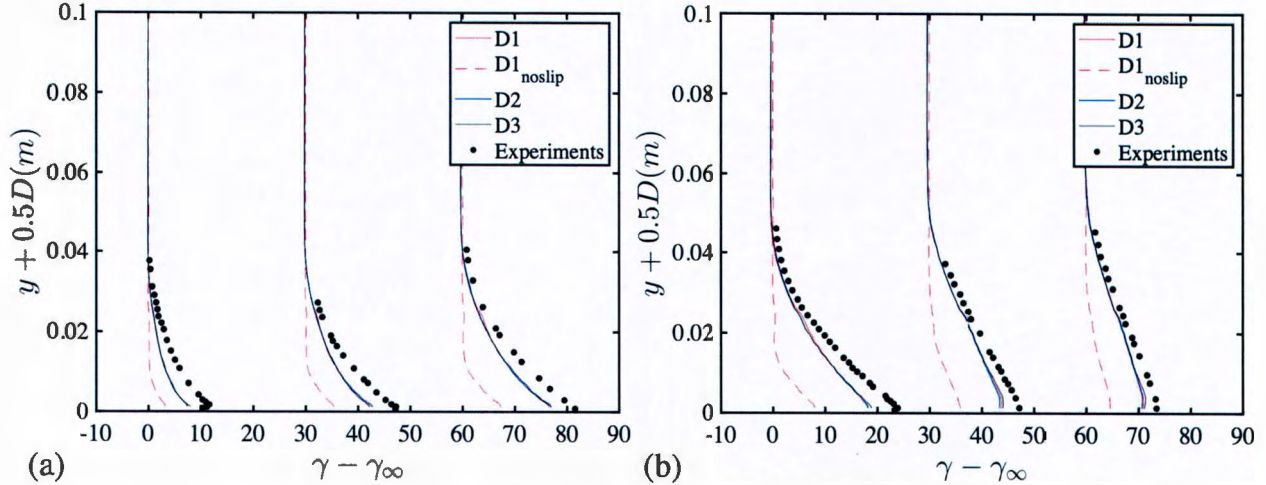 0.1
0.08
0.06
0.04
0.02
0
-10 0 10 20 30 40 50 60 70 80 90
y + 0.5D(m)
γ − γ∞
(a)
D1
D1noslip
D2
D3
Experiments
0.1
0.08
0.06
0.04
0.02
0
-10 0 10 20 30 40 50 60 70 80 90
y + 0.5D(m)
γ − γ∞
(b)
D1
D1noslip
D2
D3
Experiments